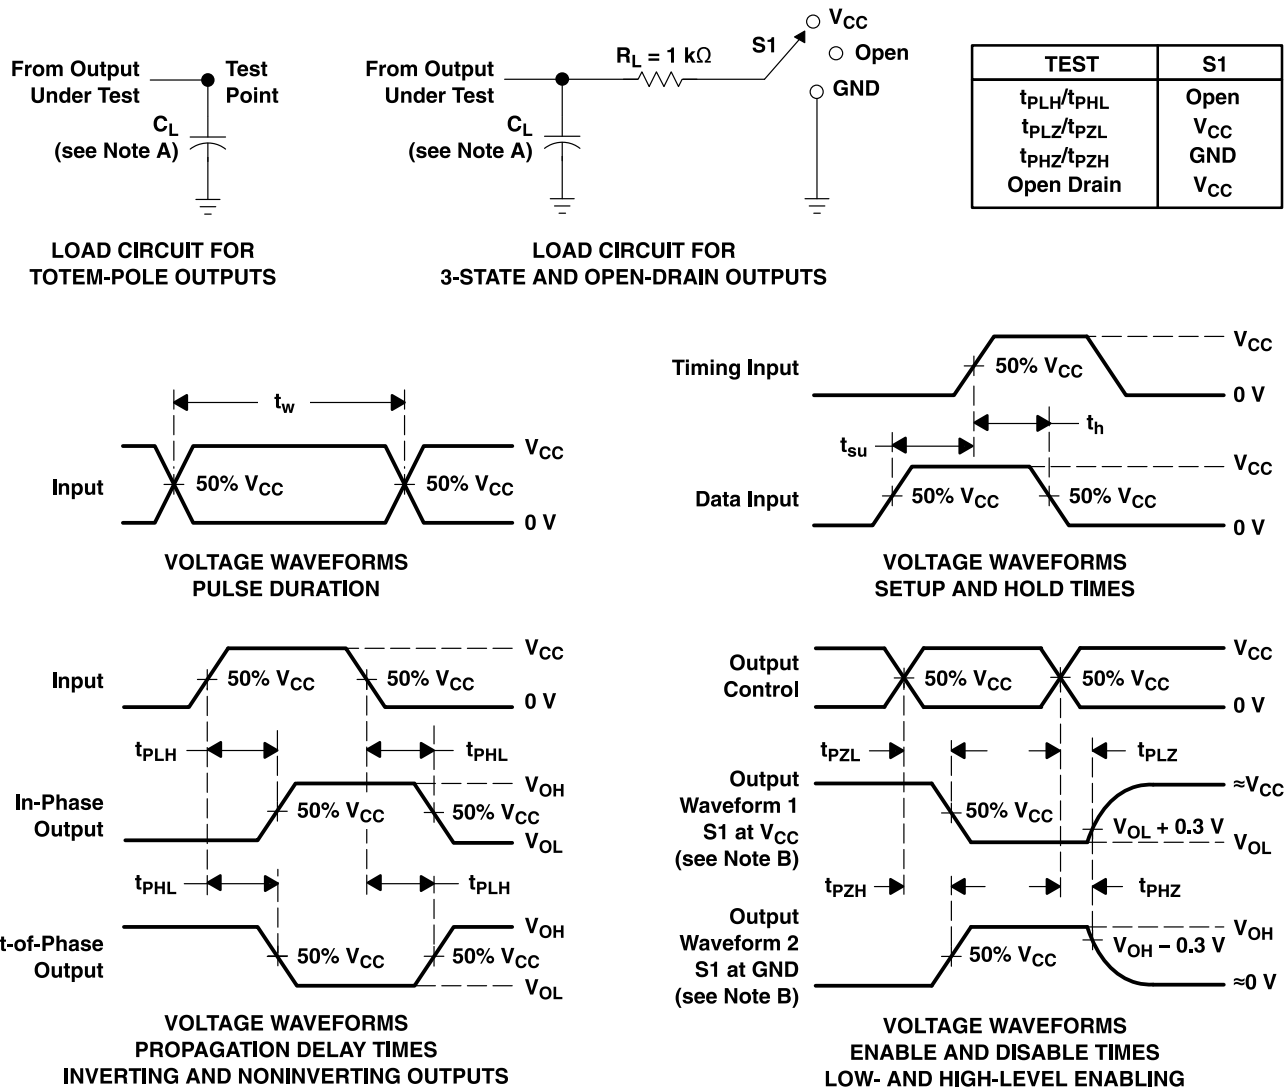 From Output
Under Test
Test
Point
CL
(see Note A)
LOAD CIRCUIT FOR
TOTEM-POLE OUTPUTS
From Output
Under Test
RL = 1 kΩ
S1
VCC
Open
GND
CL
(see Note A)
LOAD CIRCUIT FOR
3-STATE AND OPEN-DRAIN OUTPUTS
TEST S1
tPLH/tPHL Open
tPLZ/tPZL VCC
tPHZ/tPZH GND
Open Drain VCC
tw
Input
50% VCC
50% VCC
VCC
0 V
VOLTAGE WAVEFORMS
PULSE DURATION
Timing Input
50% VCC
VCC
0 V
tsu
th
Data Input
50% VCC
50% VCC
VCC
0 V
VOLTAGE WAVEFORMS
SETUP AND HOLD TIMES
Input
50% VCC
50% VCC
VCC
0 V
tPLH
tPHL
In-Phase
Output
50% VCC
50% VCC
VOH
VOL
tPHL
tPLH
t-of-Phase
Output
50% VCC
50% VCC
VOH
VOL
VOLTAGE WAVEFORMS
PROPAGATION DELAY TIMES
INVERTING AND NONINVERTING OUTPUTS
Output
Control
50% VCC
50% VCC
VCC
0 V
tPZL
tPLZ
Output
Waveform 1
S1 at VCC
(see Note B)
50% VCC
VOL + 0.3 V
≈VCC
VOL
tPZH
tPHZ
Output
Waveform 2
S1 at GND
(see Note B)
50% VCC
VOH − 0.3 V
VOH
≈0 V
VOLTAGE WAVEFORMS
ENABLE AND DISABLE TIMES
LOW- AND HIGH-LEVEL ENABLING